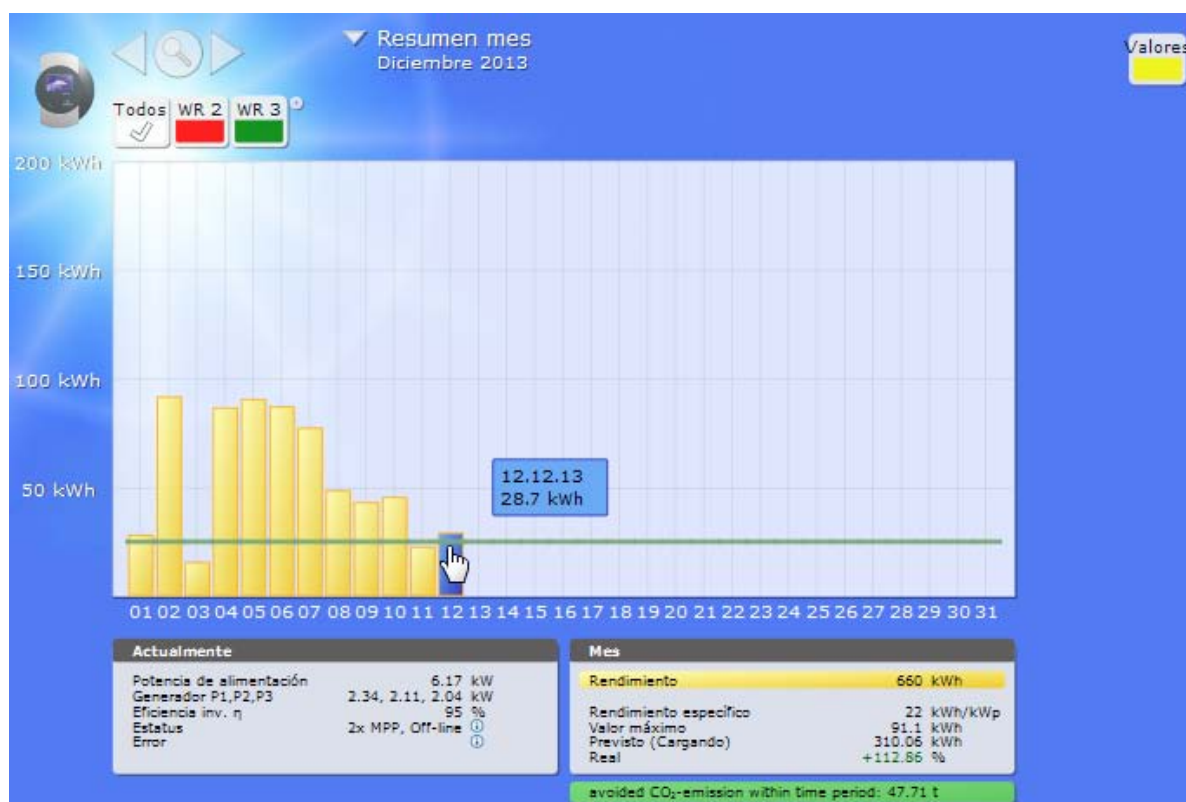 Resumen mes
Diciembre 2013
Valores
Todos WR 2 WR 3
200 kWh
150 kWh
100 kWh
50 kWh
12.12.13
28.7 kWh
01 02 03 04 05 06 07 08 09 10 11 12 13 14 15 16 17 18 19 20 21 22 23 24 25 26 27 28 29 30 31
Actualmente
Potencia de alimentación 6.17 kW
Generador P1,P2,P3 2.34, 2.11, 2.04 kW
Eficiencia inv. η 95 %
Estatus 2x MPP, Off-line
Error
Mes
Rendimiento 660 kWh
Rendimiento específico 22 kWh/kWp
Valor máximo 91.1 kWh
Previsto (Cargando) 310.06 kWh
Real +112.86 %
avoided CO₂-emission within time period: 47.71 t